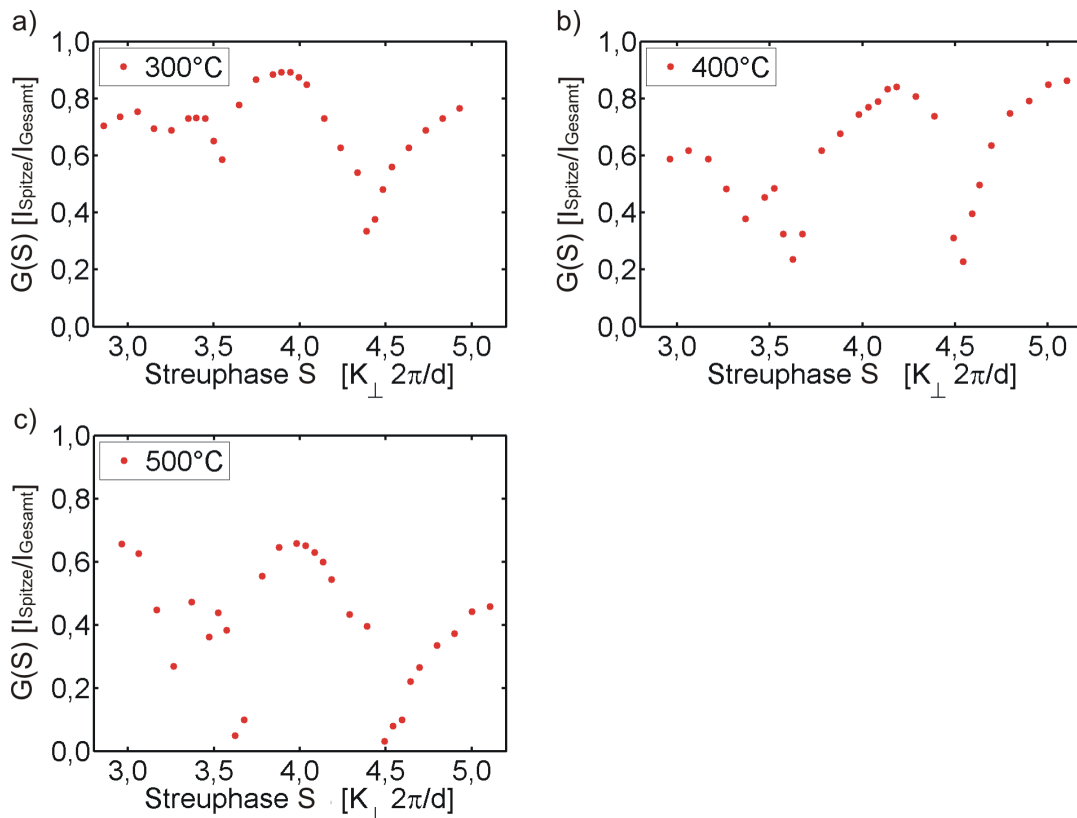 a)
G(S) [ISpitze/IGesamt]
1,0
0,8
0,6
0,4
0,2
0,0
300°C
3,0 3,5 4,0 4,5 5,0
Streuphase S [K⊥ 2π/d]
b)
G(S) [ISpitze/IGesamt]
1,0
0,8
0,6
0,4
0,2
0,0
400°C
3,0 3,5 4,0 4,5 5,0
Streuphase S [K⊥ 2π/d]
c)
G(S) [ISpitze/IGesamt]
1,0
0,8
0,6
0,4
0,2
0,0
500°C
3,0 3,5 4,0 4,5 5,0
Streuphase S [K⊥ 2π/d]